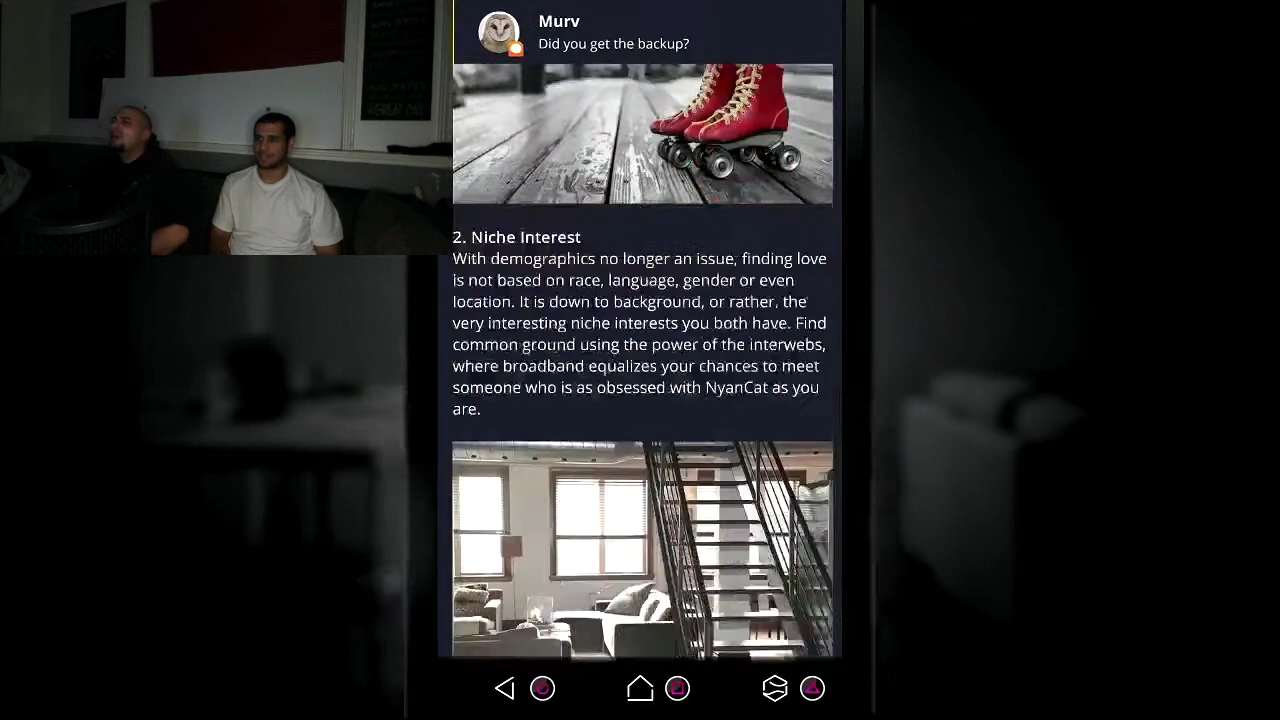 Murv
Did you get the backup?
2. Niche Interest
With demographics no longer an issue, finding love
is not based on race, language, gender or even
location. It is down to background, or rather, the
very interesting niche interests you both have. Find
common ground using the power of the interwebs,
where broadband equalizes your chances to meet
someone who is as obsessed with NyanCat as you
are.